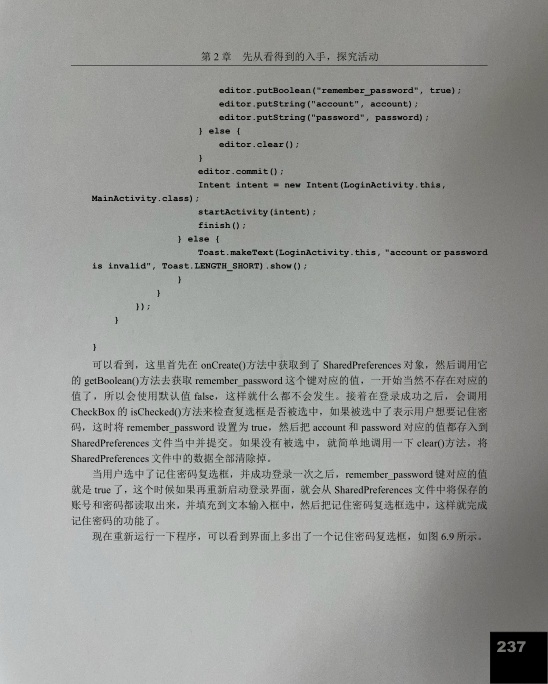 第 2 章 先从看得到的入手，探究活动
editor.putBoolean("remember_password", true);
editor.putString("account", account);
editor.putString("password", password);
} else {
editor.clear();
}
editor.commit();
Intent intent = new Intent(LoginActivity.this,
MainActivity.class);
startActivity(intent);
finish();
} else {
Toast.makeText(LoginActivity.this, "account or password
is invalid", Toast.LENGTH_SHORT).show();
}
}
});
}
}
可以看到，这里首先在 onCreate()方法中获取到了 SharedPreferences 对象，然后调用它
的 getBoolean()方法去获取 remember_password 这个键对应的值，一开始当然不存在对应的
值了，所以会使用默认值 false，这样就什么都不会发生。接着在登录成功之后，会调用
CheckBox 的 isChecked()方法来检查复选框是否被选中，如果被选中了表示用户想要记住密
码，这时将 remember_password 设置为 true，然后把 account 和 password 对应的值都存入到
SharedPreferences 文件当中并提交。如果没有被选中，就简单地调用一下 clear()方法，将
SharedPreferences 文件中的数据全部清除掉。
当用户选中了记住密码复选框，并成功登录一次之后，remember_password 键对应的值
就是 true 了，这个时候如果再重新启动登录界面，就会从 SharedPreferences 文件中将保存的
账号和密码都读取出来，并填充到文本输入框中，然后把记住密码复选框选中，这样就完成
记住密码的功能了。
现在重新运行一下程序，可以看到界面上多出了一个记住密码复选框，如图 6.9 所示。
237